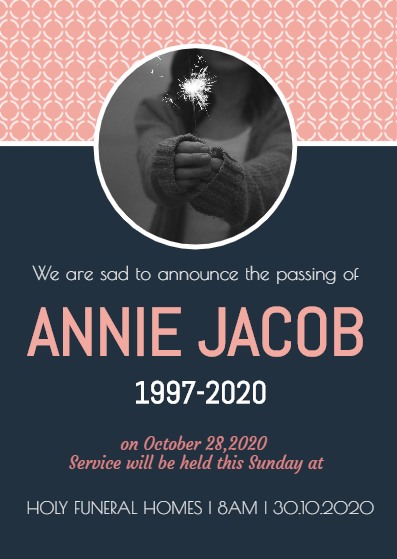 We are sad to announce the passing of
ANNIE JACOB
1997-2020
on October 28,2020
Service will be held this Sunday at
HOLY FUNERAL HOMES | 8AM | 30.10.2020